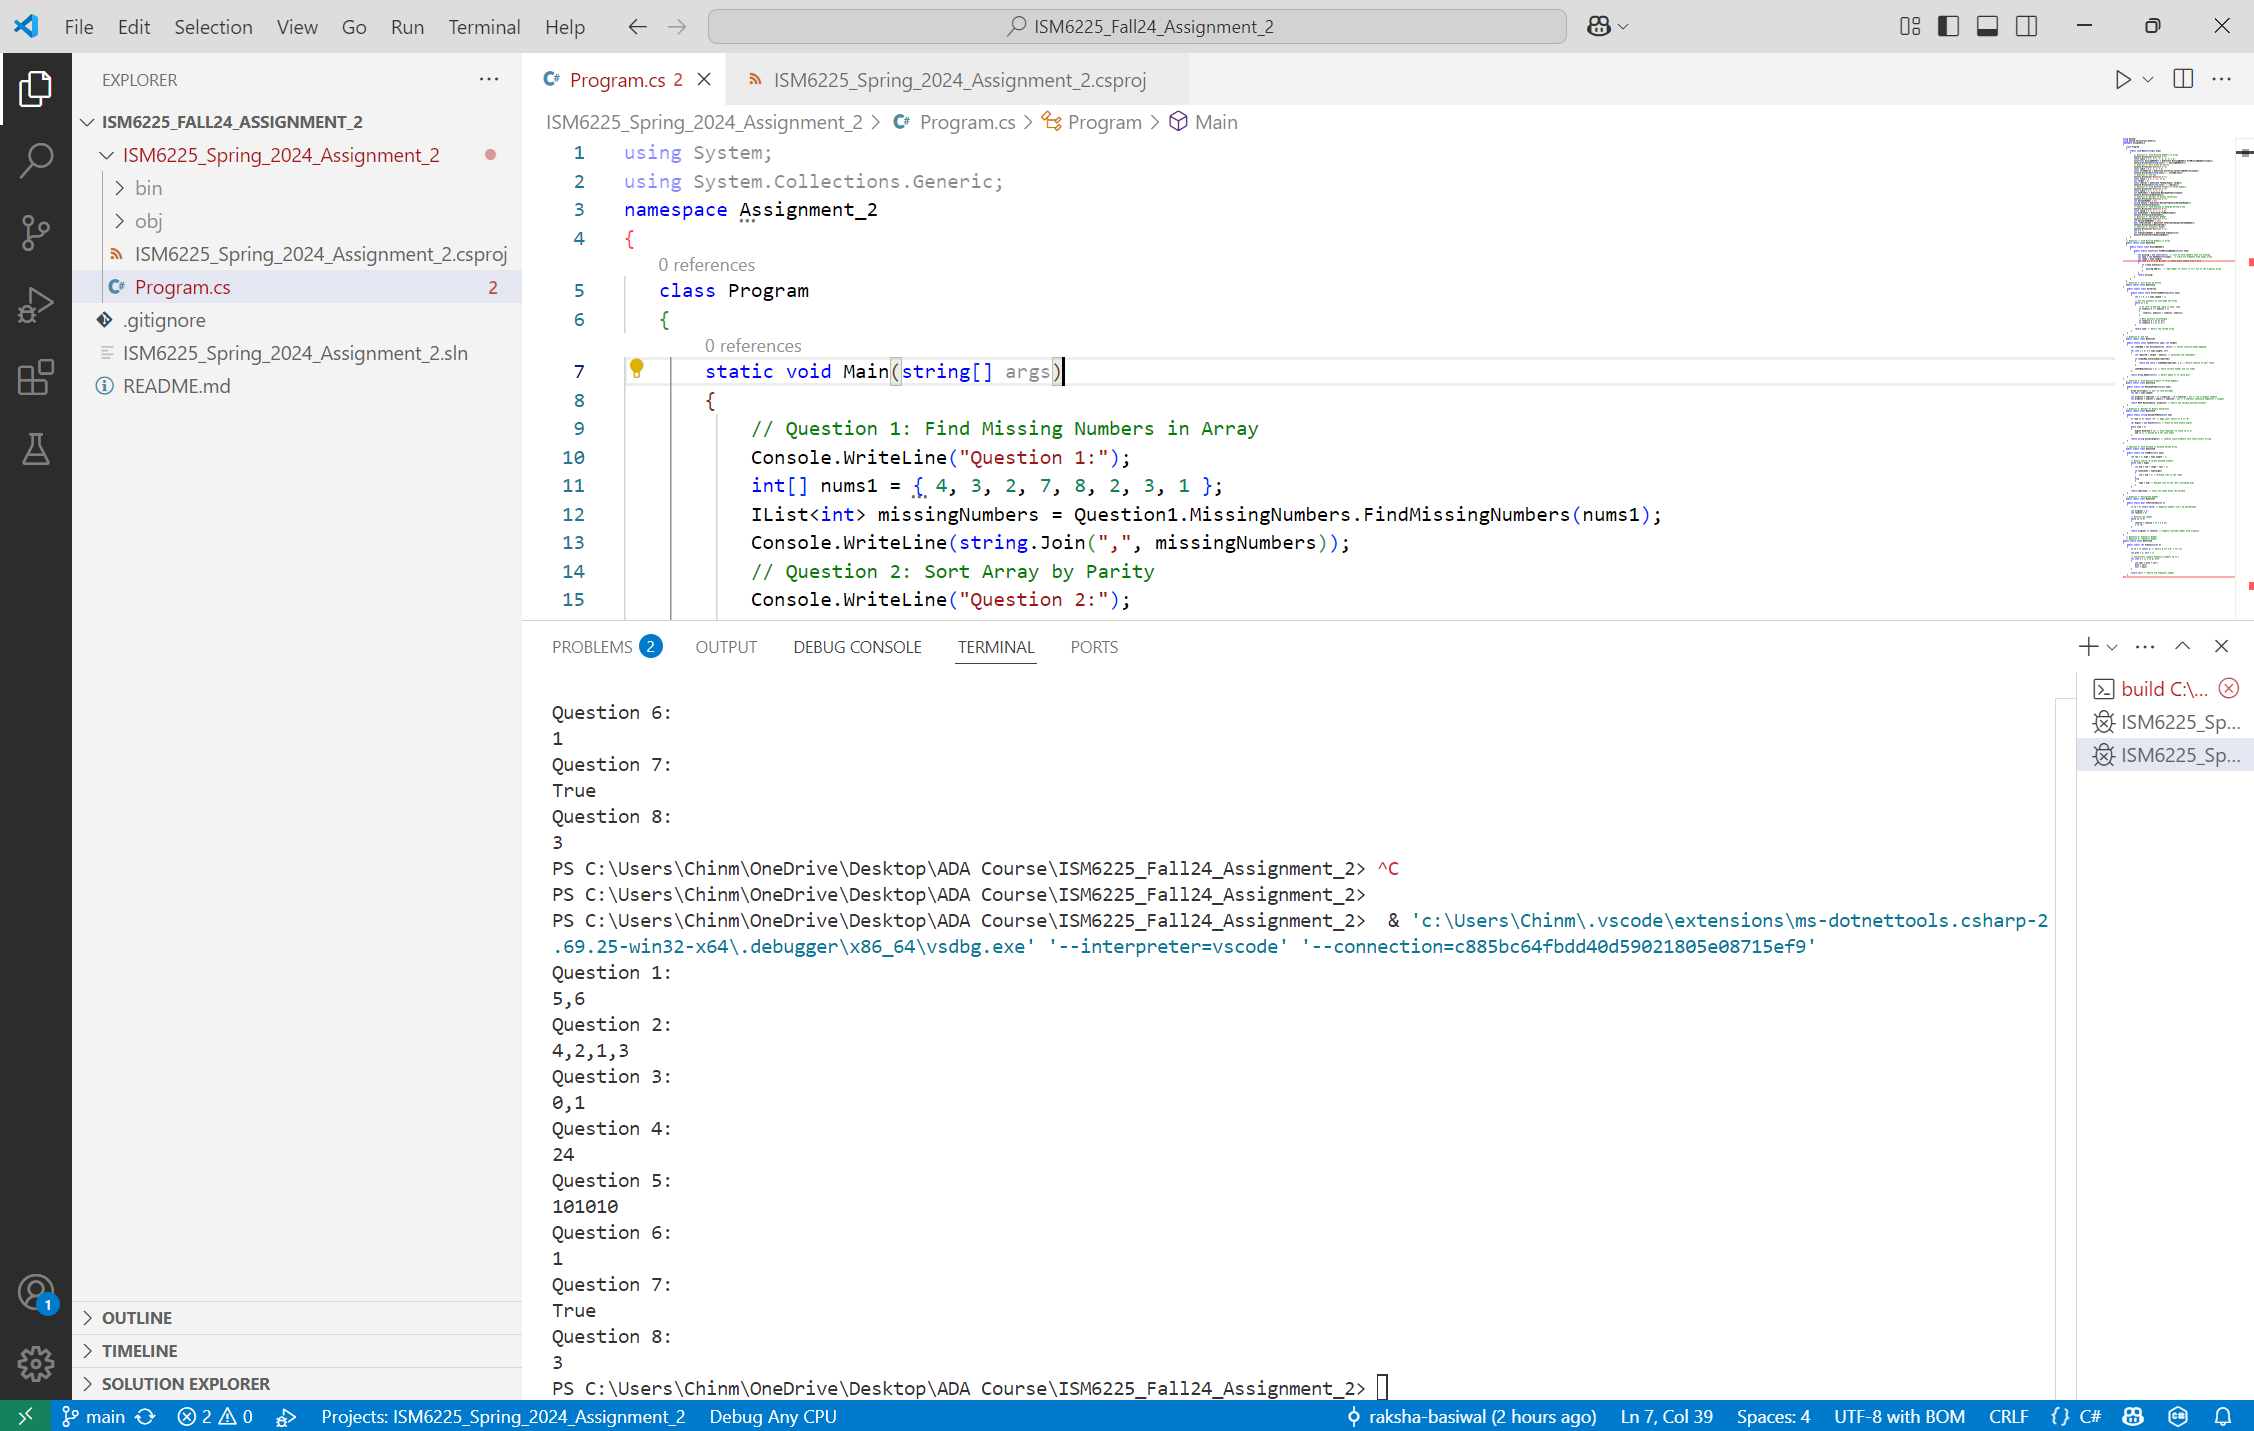 File Edit Selection View Go Run Terminal Help
ISM6225_Fall24_Assignment_2
EXPLORER
ISM6225_FALL24_ASSIGNMENT_2
ISM6225_Spring_2024_Assignment_2
bin
obj
ISM6225_Spring_2024_Assignment_2.csproj
Program.cs 2
.gitignore
ISM6225_Spring_2024_Assignment_2.sln
README.md
OUTLINE
TIMELINE
SOLUTION EXPLORER
Program.cs 2
ISM6225_Spring_2024_Assignment_2.csproj
ISM6225_Spring_2024_Assignment_2 > Program.cs > Program > Main
1 using System;
2 using System.Collections.Generic;
3 namespace Assignment_2
4 {
0 references
5 class Program
6 {
0 references
7 static void Main(string[] args)
8 {
9 // Question 1: Find Missing Numbers in Array
10 Console.WriteLine("Question 1:");
11 int[] nums1 = { 4, 3, 2, 7, 8, 2, 3, 1 };
12 IList<int> missingNumbers = Question1.MissingNumbers.FindMissingNumbers(nums1);
13 Console.WriteLine(string.Join(",", missingNumbers));
14 // Question 2: Sort Array by Parity
15 Console.WriteLine("Question 2:");
PROBLEMS 2 OUTPUT DEBUG CONSOLE TERMINAL PORTS
build C:\...
ISM6225_Sp...
ISM6225_Sp...
Question 6:
1
Question 7:
True
Question 8:
3
PS C:\Users\Chinm\OneDrive\Desktop\ADA Course\ISM6225_Fall24_Assignment_2> ^C
PS C:\Users\Chinm\OneDrive\Desktop\ADA Course\ISM6225_Fall24_Assignment_2>
PS C:\Users\Chinm\OneDrive\Desktop\ADA Course\ISM6225_Fall24_Assignment_2>  & 'c:\Users\Chinm\.vscode\extensions\ms-dotnettools.csharp-2
.69.25-win32-x64\.debugger\x86_64\vsdbg.exe' '--interpreter=vscode' '--connection=c885bc64fbdd40d59021805e08715ef9'
Question 1:
5,6
Question 2:
4,2,1,3
Question 3:
0,1
Question 4:
24
Question 5:
101010
Question 6:
1
Question 7:
True
Question 8:
3
PS C:\Users\Chinm\OneDrive\Desktop\ADA Course\ISM6225_Fall24_Assignment_2>
1
main 2 0 Projects: ISM6225_Spring_2024_Assignment_2 Debug Any CPU raksha-basiwal (2 hours ago) Ln 7, Col 39 Spaces: 4 UTF-8 with BOM CRLF {} C#